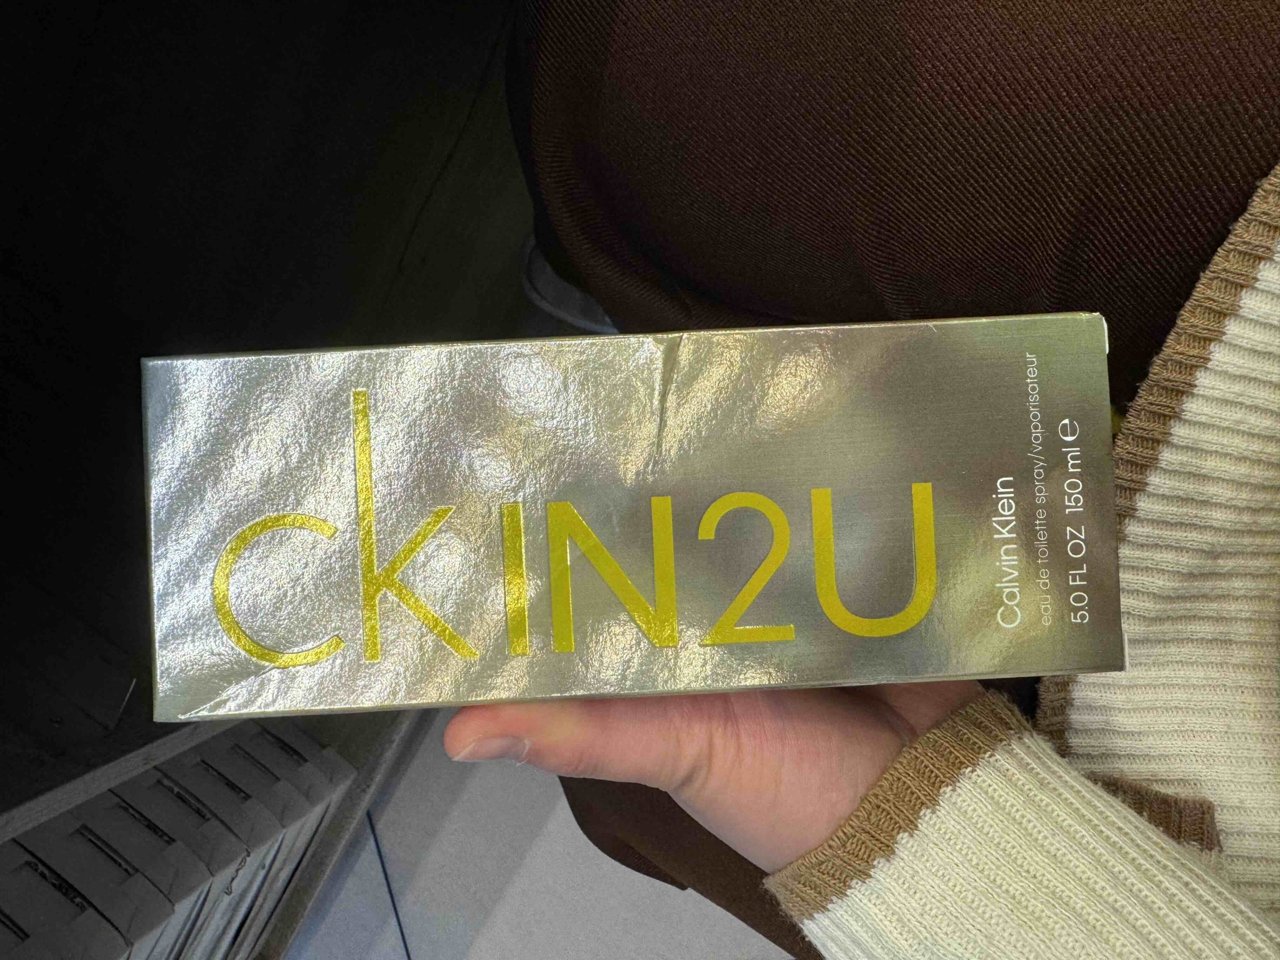 ckIN2U
Calvin Klein
eau de toilette spray/vaporisateur
5.0 FL OZ 150 ml ℮